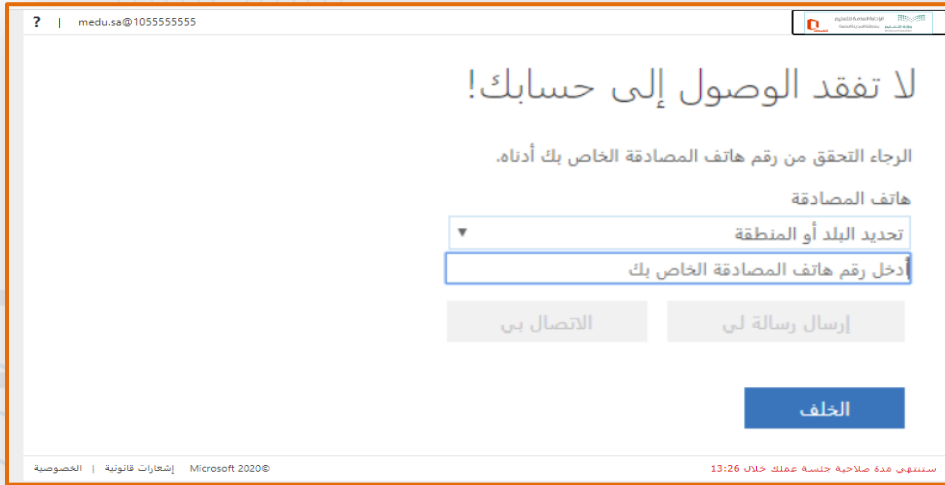 medu.sa@1055555555 | ?
لا تفقد الوصول إلى حسابك!
الرجاء التحقق من رقم هاتف المصادقة الخاص بك أدناه.
هاتف المصادقة
تحديد البلد أو المنطقة
أدخل رقم هاتف المصادقة الخاص بك
إرسال رسالة لي
الاتصال بي
الخلف
ستنتهي مدة صلاحية جلسة عملك خلال 13:26
Microsoft 2020© إشعارات قانونية | الخصوصية